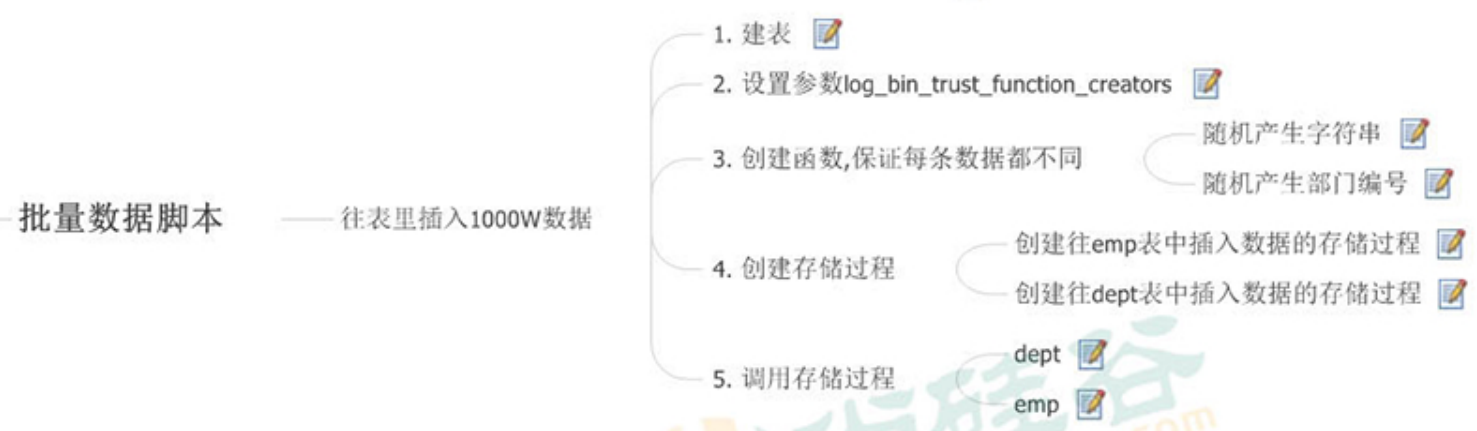 1. 建表
2. 设置参数log_bin_trust_function_creators
3. 创建函数,保证每条数据都不同
随机产生字符串
随机产生部门编号
批量数据脚本
往表里插入1000W数据
4. 创建存储过程
创建往emp表中插入数据的存储过程
创建往dept表中插入数据的存储过程
5. 调用存储过程
dept
emp
硅谷
.com